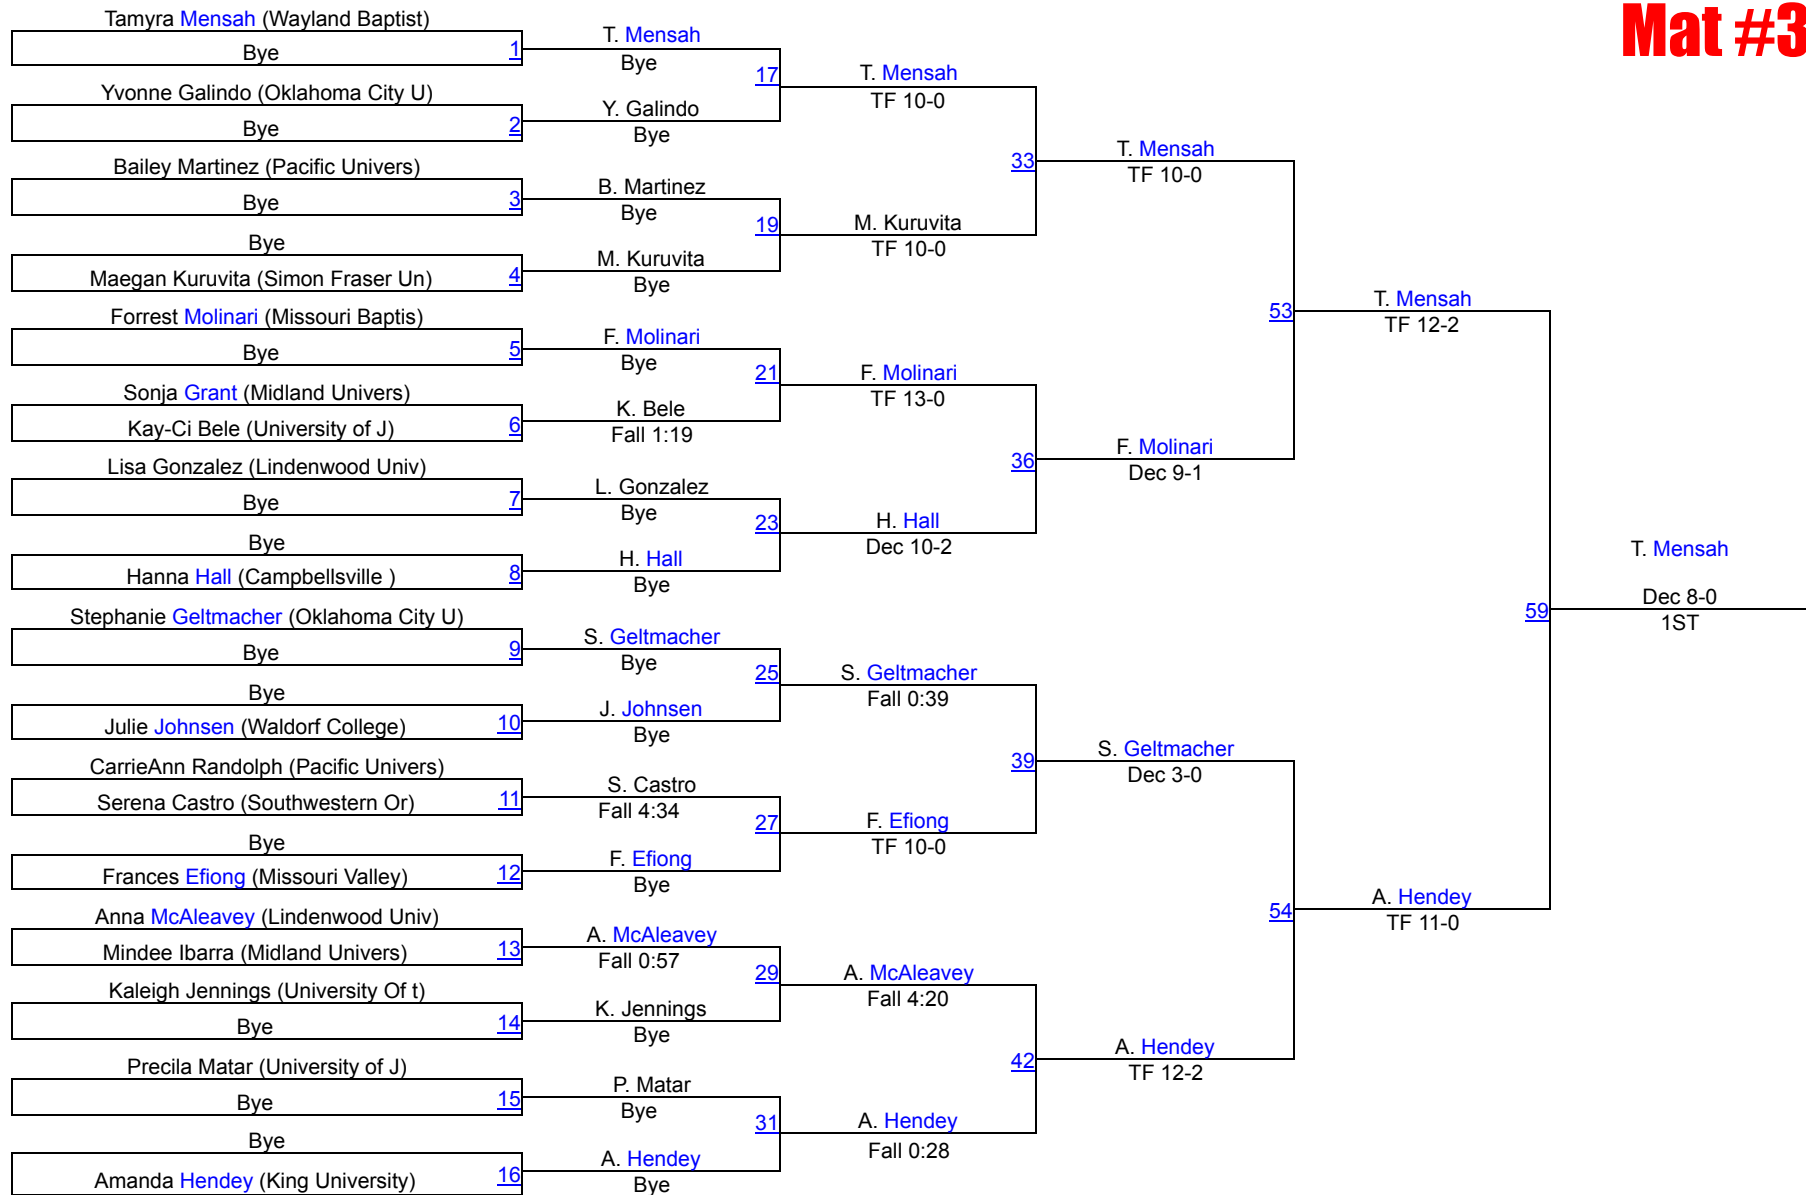 Mat #3
Tamyra Mensah (Wayland Baptist)
Bye
1
Yvonne Galindo (Oklahoma City U)
Bye
2
Bailey Martinez (Pacific Univers)
Bye
3
Bye
Maegan Kuruvita (Simon Fraser Un)
4
Forrest Molinari (Missouri Baptis)
Bye
5
Sonja Grant (Midland Univers)
Kay-Ci Bele (University of J)
6
Lisa Gonzalez (Lindenwood Univ)
Bye
7
Bye
Hanna Hall (Campbellsville )
8
Stephanie Geltmacher (Oklahoma City U)
Bye
9
Bye
Julie Johnsen (Waldorf College)
10
CarrieAnn Randolph (Pacific Univers)
Serena Castro (Southwestern Or)
11
Bye
Frances Efiong (Missouri Valley)
12
Anna McAleavey (Lindenwood Univ)
Mindee Ibarra (Midland Univers)
13
Kaleigh Jennings (University Of t)
Bye
14
Precila Matar (University of J)
Bye
15
Bye
Amanda Hendey (King University)
16
T. Mensah
Bye
17
Y. Galindo
Bye
B. Martinez
Bye
19
M. Kuruvita
Bye
F. Molinari
Bye
21
K. Bele
Fall 1:19
L. Gonzalez
Bye
23
H. Hall
Bye
S. Geltmacher
Bye
25
J. Johnsen
Bye
S. Castro
Fall 4:34
27
F. Efiong
Bye
A. McAleavey
Fall 0:57
29
K. Jennings
Bye
P. Matar
Bye
31
A. Hendey
Bye
T. Mensah
TF 10-0
33
M. Kuruvita
TF 10-0
F. Molinari
TF 13-0
36
H. Hall
Dec 10-2
S. Geltmacher
Fall 0:39
39
F. Efiong
TF 10-0
A. McAleavey
Fall 4:20
42
A. Hendey
Fall 0:28
T. Mensah
TF 10-0
53
F. Molinari
Dec 9-1
S. Geltmacher
Dec 3-0
54
A. Hendey
TF 12-2
T. Mensah
TF 12-2
59
A. Hendey
TF 11-0
T. Mensah
Dec 8-0
1ST